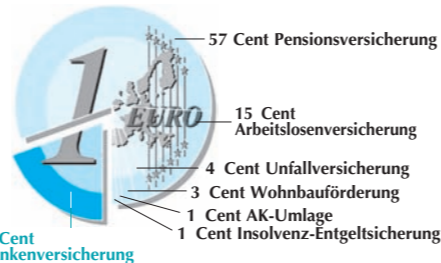 57 Cent Pensionsversicherung
1
EURO
15 Cent
Arbeitslosenversicherung
4 Cent Unfallversicherung
3 Cent Wohnbauförderung
1 Cent AK-Umlage
1 Cent Insolvenz-Entgeltsicherung
Cent
nkenversicherung